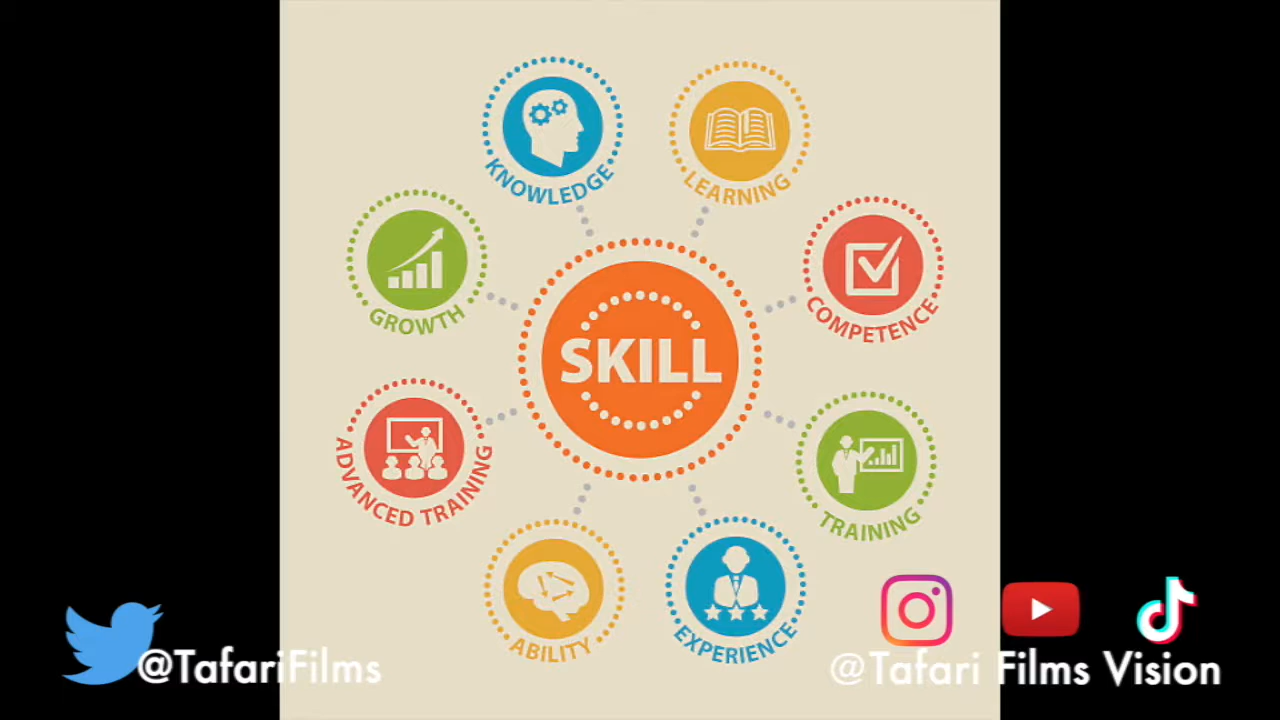 KNOWLEDGE
LEARNING
GROWTH
COMPETENCE
SKILL
ADVANCED TRAINING
TRAINING
ABILITY
EXPERIENCE
@TafariFilms
@Tafari Films Vision